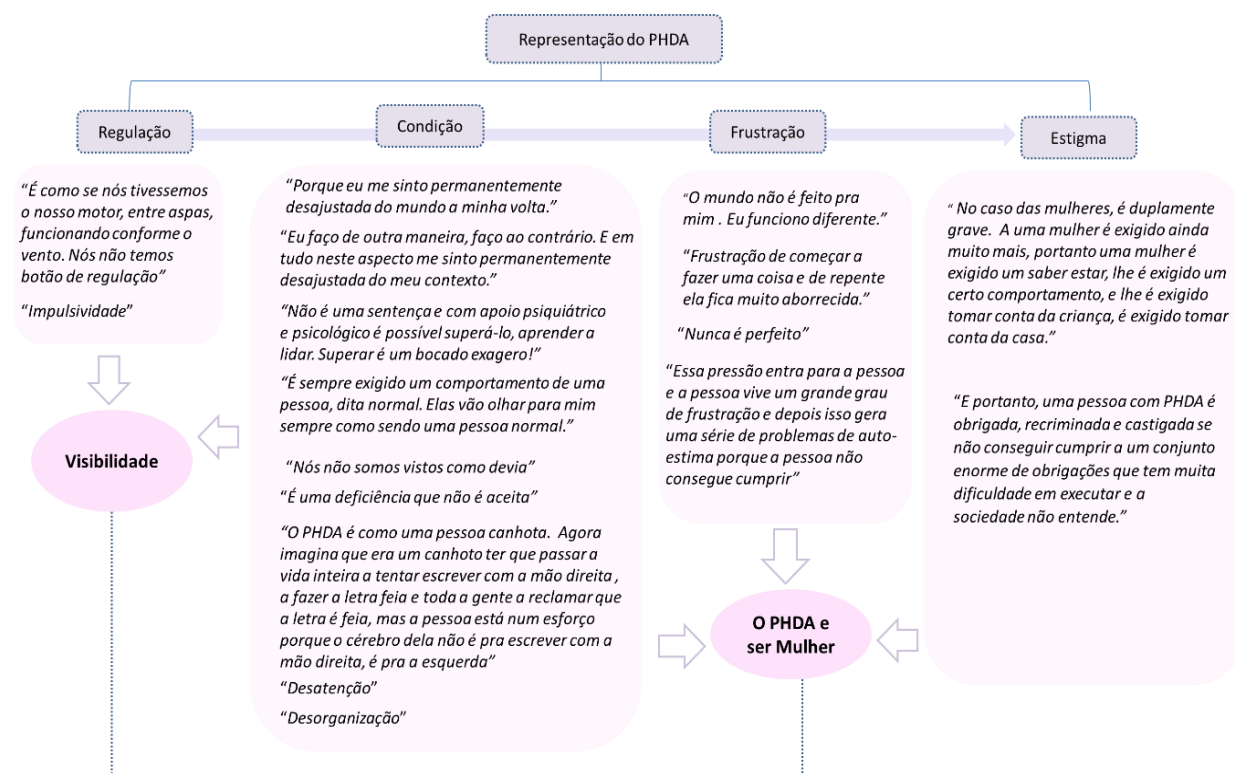 Representação do PHDA
Regulação
Condição
Frustração
Estigma
“É como se nós tivessemos
o nosso motor, entre aspas,
funcionando conforme o
vento. Nós não temos
botão de regulação”
“Impulsividade”
Visibilidade
“Porque eu me sinto permanentemente
desajustada do mundo a minha volta.”
“Eu faço de outra maneira, faço ao contrário. E em
tudo neste aspecto me sinto permanentemente
desajustada do meu contexto.”
“Não é uma sentença e com apoio psiquiátrico
e psicológico é possível superá-lo, aprender a
lidar. Superar é um bocado exagero!”
“É sempre exigido um comportamento de uma
pessoa, dita normal. Elas vão olhar para mim
sempre como sendo uma pessoa normal.”
“Nós não somos vistos como devia”
“É uma deficiência que não é aceita”
“O PHDA é como uma pessoa canhota.  Agora
imagina que era um canhoto ter que passar a
vida inteira a tentar escrever com a mão direita ,
a fazer a letra feia e toda a gente a reclamar que
a letra é feia, mas a pessoa está num esforço
porque o cérebro dela não é pra escrever com a
mão direita, é pra a esquerda”
“Desatenção”
“Desorganização”
“O mundo não é feito pra
mim . Eu funciono diferente.”
“Frustração de começar a
fazer uma coisa e de repente
ela fica muito aborrecida.”
“Nunca é perfeito”
“Essa pressão entra para a pessoa
e a pessoa vive um grande grau
de frustração e depois isso gera
uma série de problemas de auto-
estima porque a pessoa não
consegue cumprir”
O PHDA e
ser Mulher
“ No caso das mulheres, é duplamente
grave.  A uma mulher é exigido ainda
muito mais, portanto uma mulher é
exigido um saber estar, lhe é exigido um
certo comportamento, e lhe é exigido
tomar conta da criança, é exigido tomar
conta da casa.”
“E portanto, uma pessoa com PHDA é
obrigada, recriminada e castigada se
não conseguir cumprir a um conjunto
enorme de obrigações que tem muita
dificuldade em executar e a
sociedade não entende.”